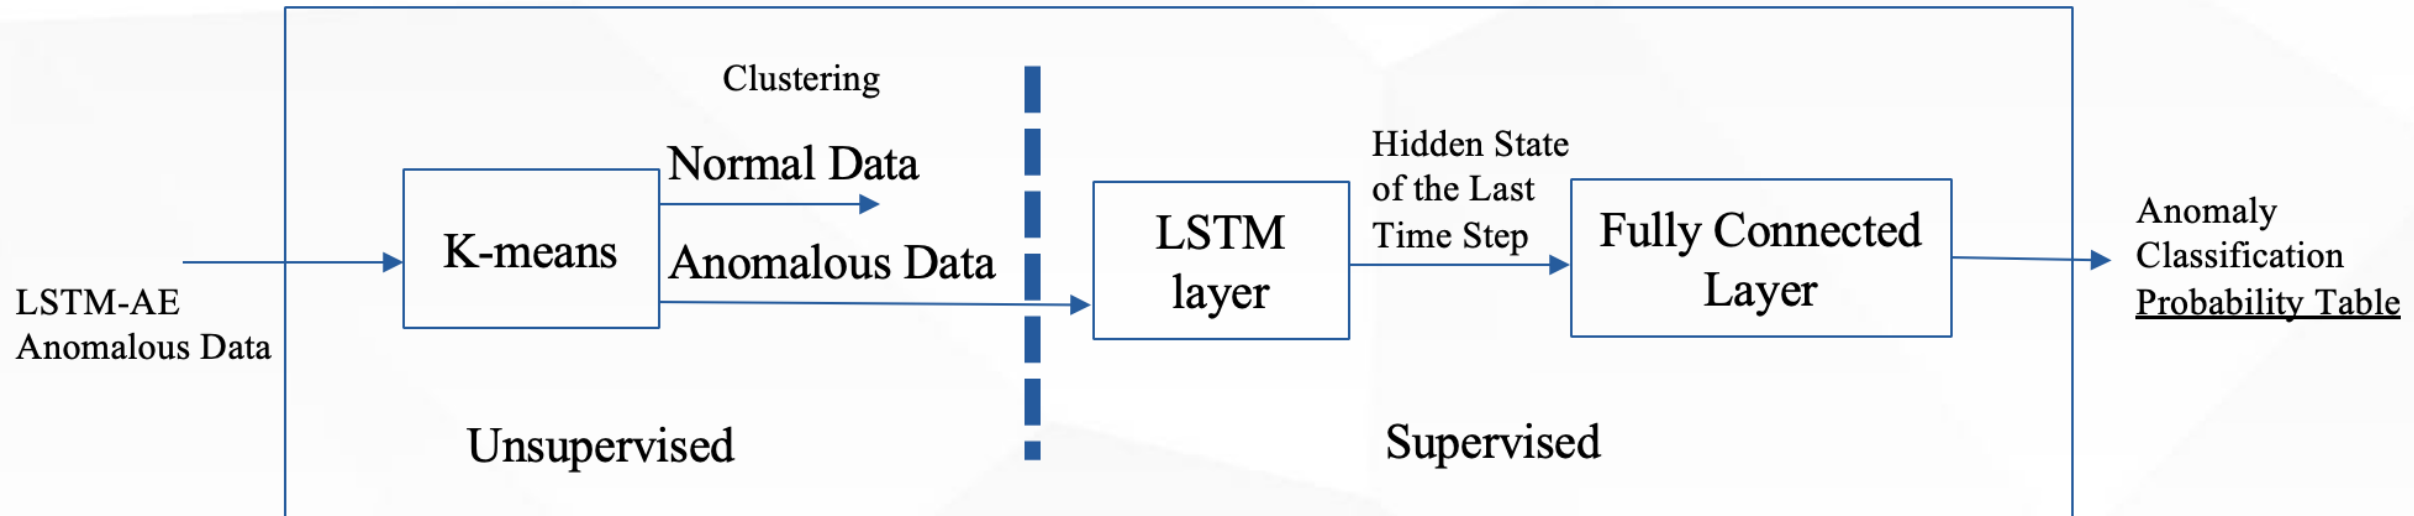 LSTM-AE
Anomalous Data
K-means
Clustering
Normal Data
Anomalous Data
Unsupervised
LSTM
layer
Hidden State
of the Last
Time Step
Fully Connected
Layer
Supervised
Anomaly
Classification
Probability Table